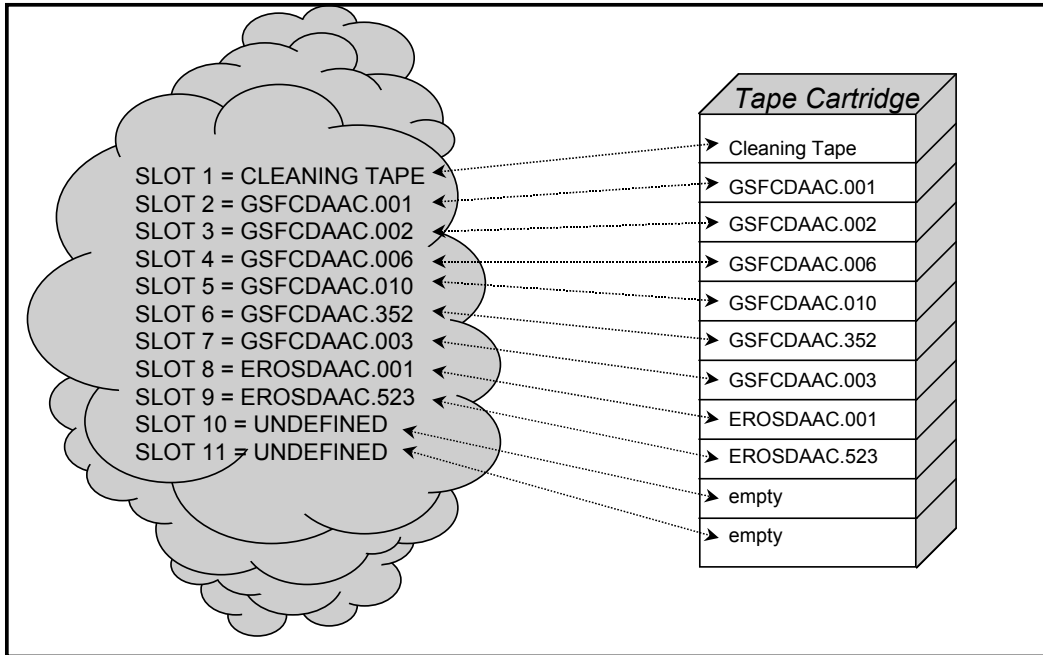 SLOT 1 = CLEANING TAPE
SLOT 2 = GSFCDAAC.001
SLOT 3 = GSFCDAAC.002
SLOT 4 = GSFCDAAC.006
SLOT 5 = GSFCDAAC.010
SLOT 6 = GSFCDAAC.352
SLOT 7 = GSFCDAAC.003
SLOT 8 = EROSDAAC.001
SLOT 9 = EROSDAAC.523
SLOT 10 = UNDEFINED
SLOT 11 = UNDEFINED
Tape Cartridge
Cleaning Tape
GSFCDAAC.001
GSFCDAAC.002
GSFCDAAC.006
GSFCDAAC.010
GSFCDAAC.352
GSFCDAAC.003
EROSDAAC.001
EROSDAAC.523
empty
empty